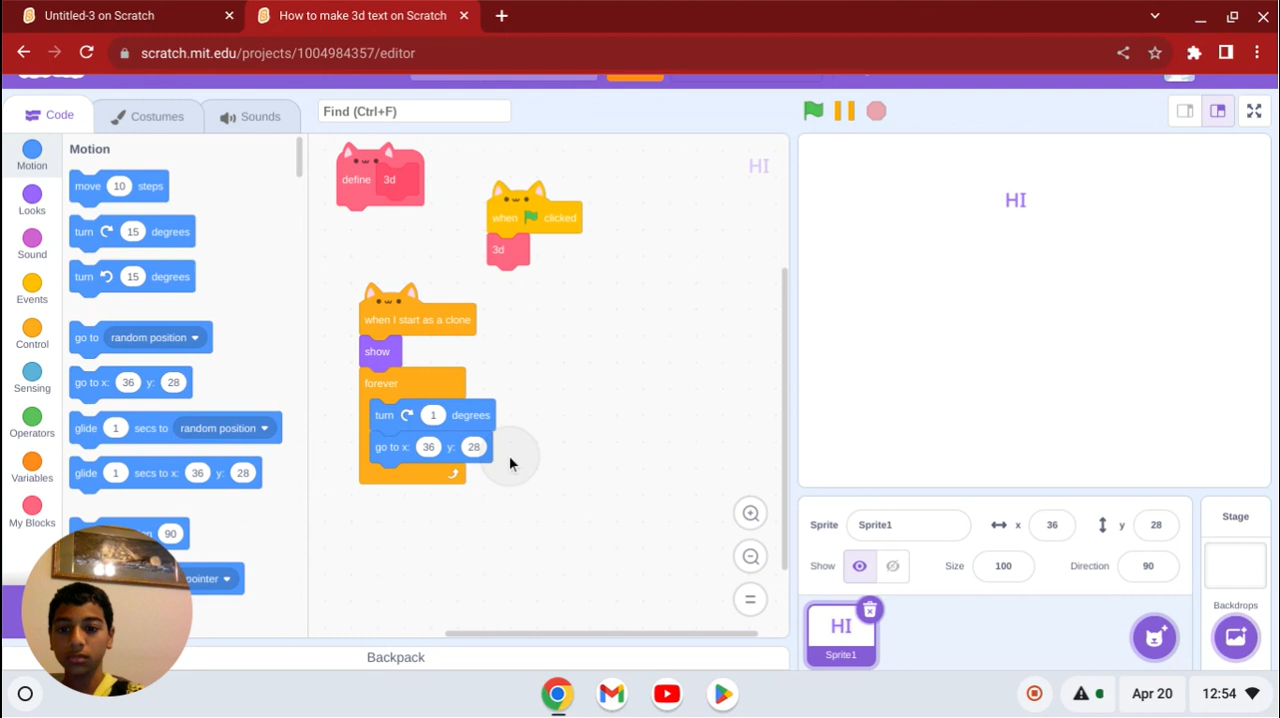 Untitled-3 on Scratch
How to make 3d text on Scratch
scratch.mit.edu/projects/1004984357/editor
Code
Costumes
Sounds
Find (Ctrl+F)
Motion
Looks
Sound
Events
Control
Sensing
Operators
Variables
My Blocks
Motion
move 10 steps
turn 15 degrees
turn 15 degrees
go to random position
go to x: 36 y: 28
glide 1 secs to random position
glide 1 secs to x: 36 y: 28
90
pointer
define 3d
when clicked
3d
when I start as a clone
show
forever
turn 1 degrees
go to x: 36 y: 28
HI
HI
Sprite Sprite1 x 36 y 28
Show Size 100 Direction 90
HI
Sprite1
Stage
Backdrops
Backpack
Apr 20
12:54